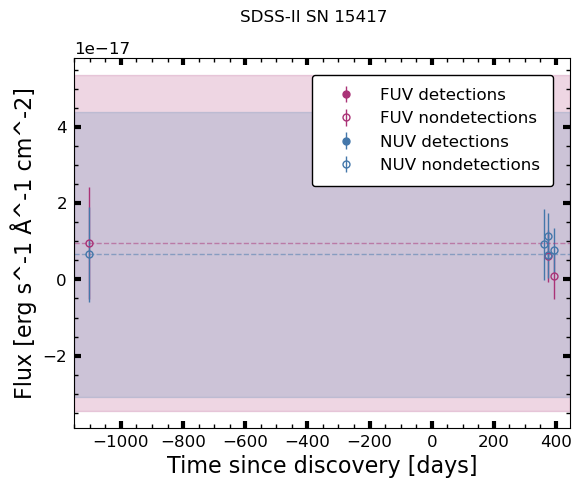 SDSS-II SN 15417
1e−17
FUV detections
FUV nondetections
NUV detections
NUV nondetections
4
2
0
−2
Flux [erg s^-1 Å^-1 cm^-2]
−1000 −800 −600 −400 −200 0 200 400
Time since discovery [days]